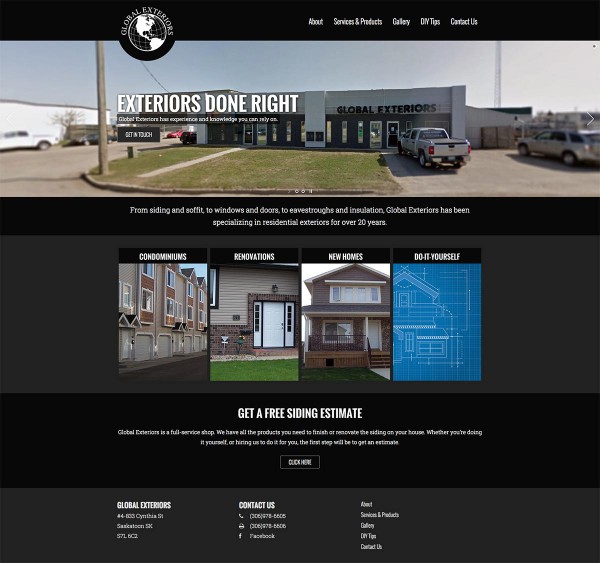 GLOBAL EXTERIORS
About Services & Products Gallery DIY Tips Contact Us
EXTERIORS DONE RIGHT
Global Exteriors has experience and knowledge you can rely on.
GET IN TOUCH
GLOBAL EXTERIORS
From siding and soffit, to windows and doors, to eavestroughs and insulation, Global Exteriors has been
specializing in residential exteriors for over 20 years.
CONDOMINIUMS RENOVATIONS NEW HOMES DO-IT-YOURSELF
GET A FREE SIDING ESTIMATE
Global Exteriors is a full-service shop. We have all the products you need to finish or renovate the siding on your house. Whether you're doing
it yourself, or hiring us to do it for you, the first step will be to get an estimate.
CLICK HERE
GLOBAL EXTERIORS
#4-833 Cynthia St
Saskatoon SK
S7L 6C2
CONTACT US
(306)978-6605
(306)978-6606
Facebook
About
Services & Products
Gallery
DIY Tips
Contact Us